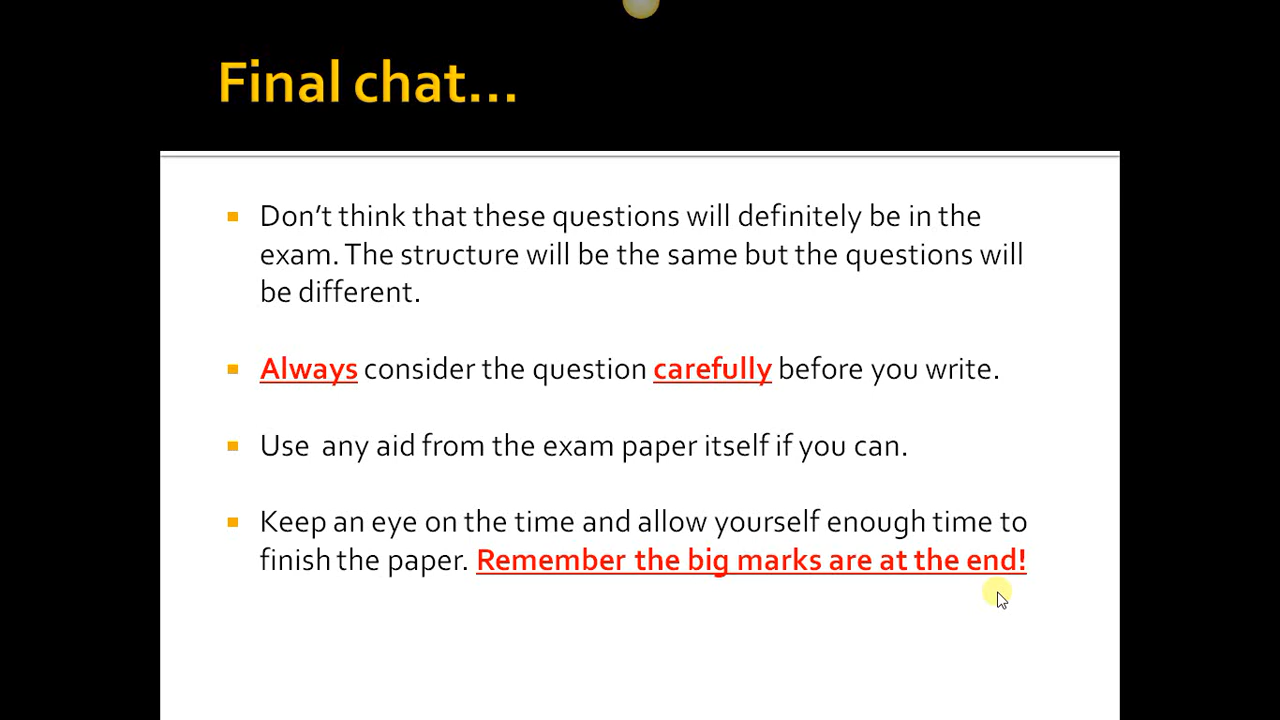 Final chat...
Don't think that these questions will definitely be in the
exam. The structure will be the same but the questions will
be different.
Always consider the question carefully before you write.
Use any aid from the exam paper itself if you can.
Keep an eye on the time and allow yourself enough time to
finish the paper. Remember the big marks are at the end!